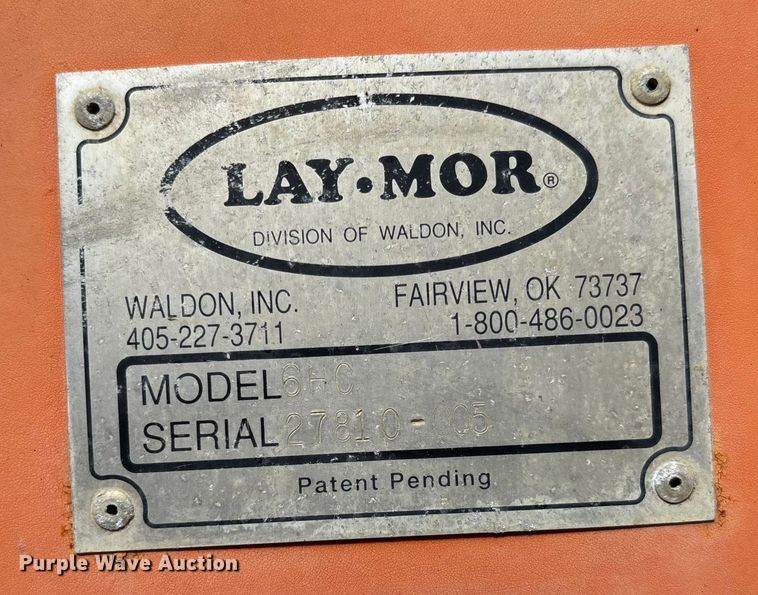 LAY•MOR®
DIVISION OF WALDON, INC.
WALDON, INC. FAIRVIEW, OK 73737
405-227-3711 1-800-486-0023
MODEL 6HC
SERIAL
Patent Pending
Purple Wave Auction